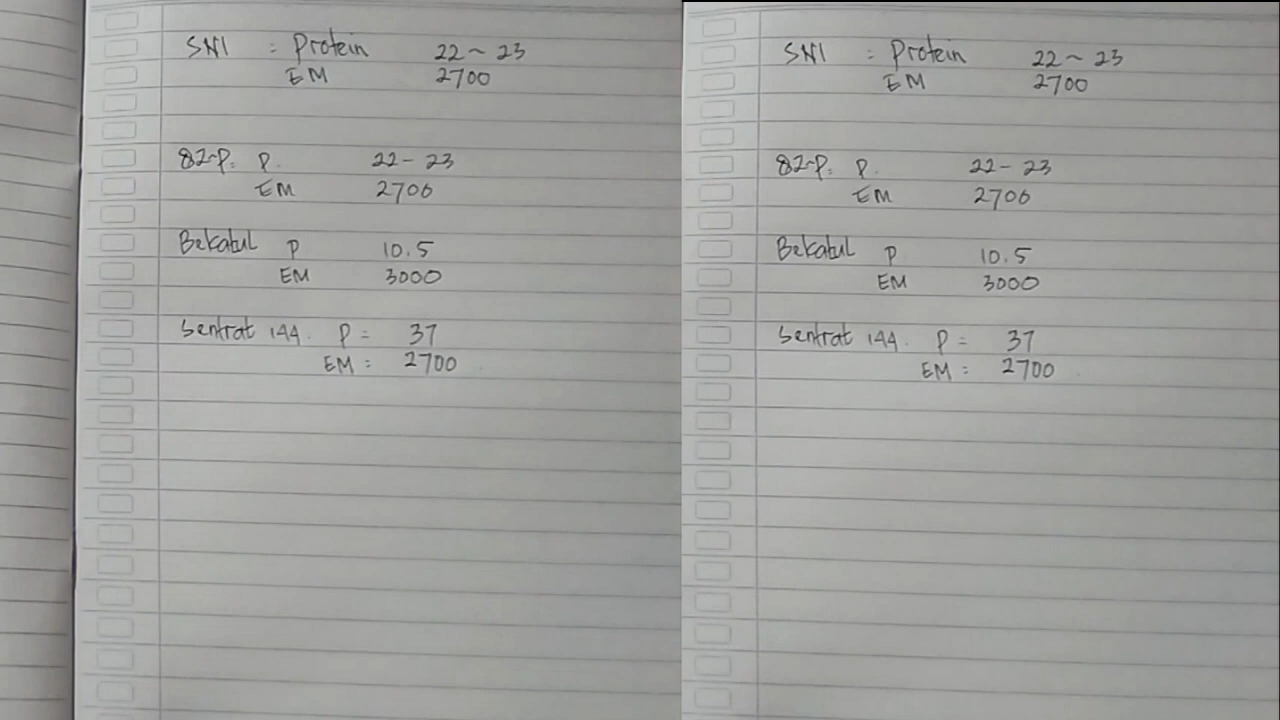 SNI : Protein 22 ~ 23
EM 2700
82-P: P. 22 - 23
EM 2700
Bekatul P 10.5
EM 3000
Sentrat 144. P = 37
EM : 2700
SNI : Protein 22 ~ 23
EM 2700
82-P: P. 22 - 23
EM 2700
Bekatul P 10.5
EM 3000
Sentrat 144. P = 37
EM : 2700